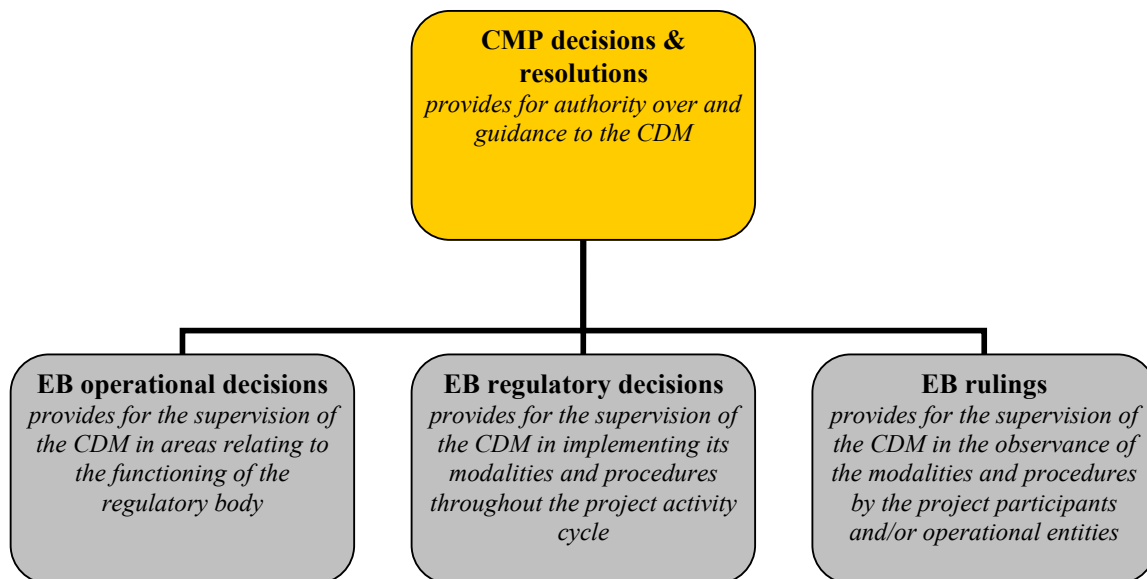 CMP decisions &
resolutions
provides for authority over and
guidance to the CDM
EB operational decisions
provides for the supervision of
the CDM in areas relating to
the functioning of the
regulatory body
EB regulatory decisions
provides for the supervision of
the CDM in implementing its
modalities and procedures
throughout the project activity
cycle
EB rulings
provides for the supervision of
the CDM in the observance of
the modalities and procedures
by the project participants
and/or operational entities